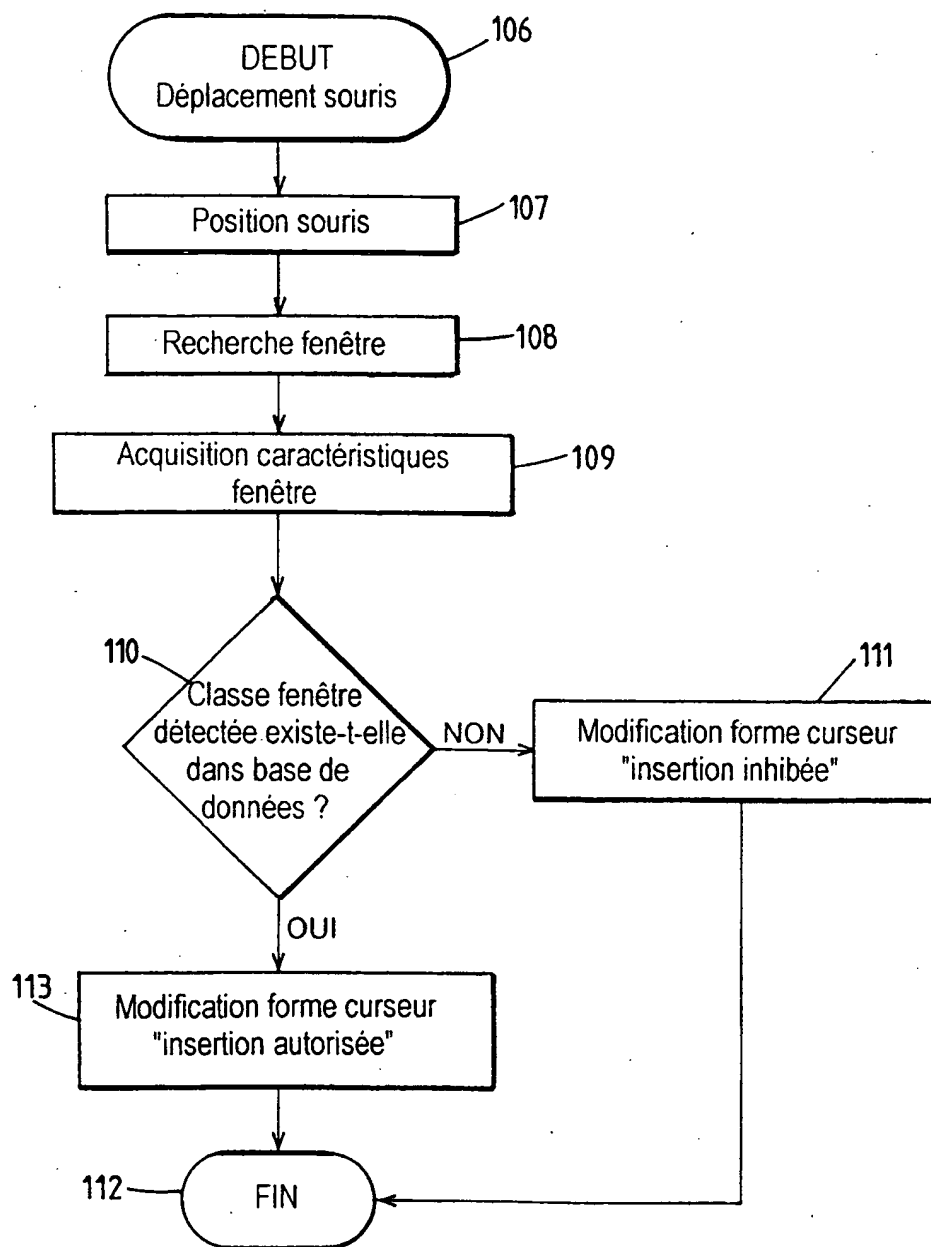 DEBUT
Déplacement souris
106
Position souris
107
Recherche fenêtre
108
Acquisition caractéristiques
fenêtre
109
110
Classe fenêtre
détectée existe-t-elle
dans base de
données ?
NON
111
Modification forme curseur
"insertion inhibée"
OUI
113
Modification forme curseur
"insertion autorisée"
112
FIN